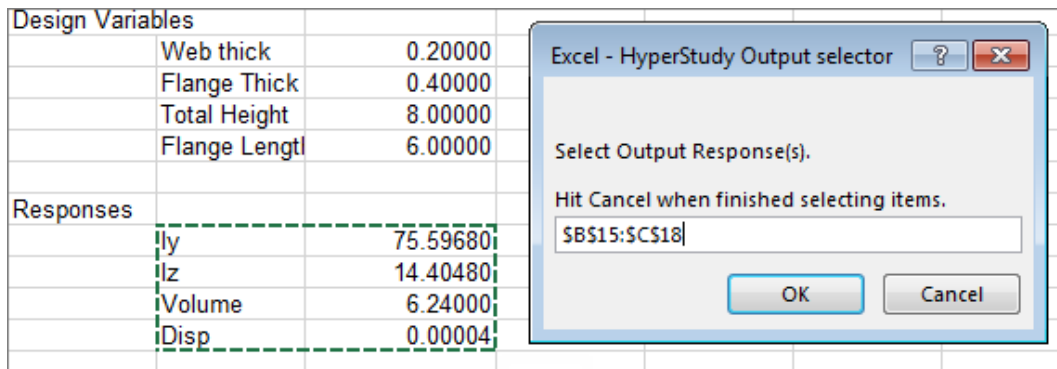 Design Variables
Web thick 0.20000
Flange Thick 0.40000
Total Height 8.00000
Flange Lengtl 6.00000
Responses
Iy 75.59680
Iz 14.40480
Volume 6.24000
Disp 0.00004
Excel - HyperStudy Output selector
Select Output Response(s).
Hit Cancel when finished selecting items.
$B$15:$C$18
OK Cancel